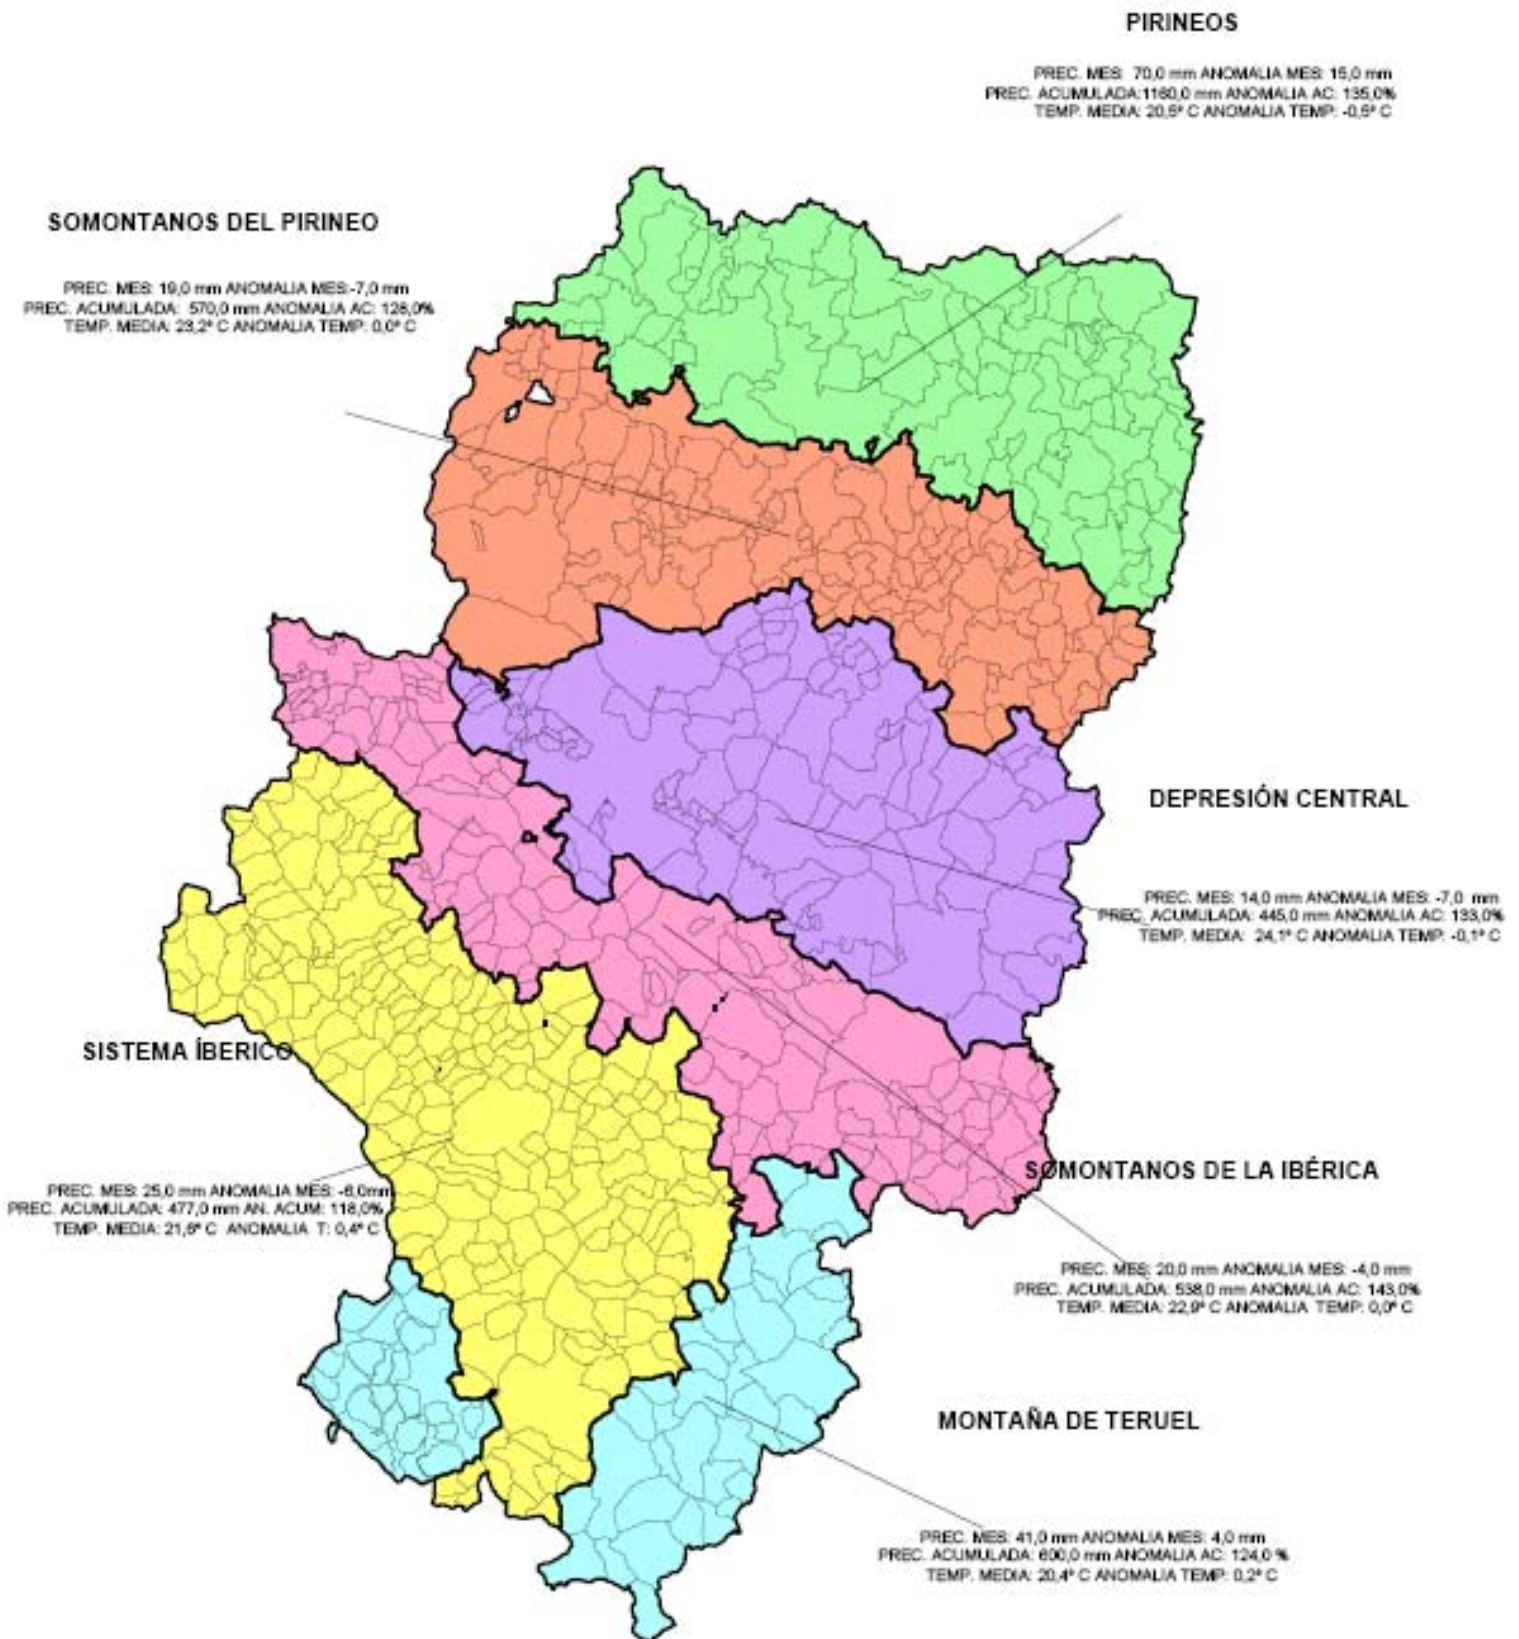 PIRINEOS
PREC. MES: 70,0 mm ANOMALIA MES: 15,0 mm
PREC. ACUMULADA:1160,0 mm ANOMALIA AC: 135,0%
TEMP. MEDIA: 20,5º C ANOMALIA TEMP: -0,5º C
SOMONTANOS DEL PIRINEO
PREC. MES: 19,0 mm ANOMALIA MES:-7,0 mm
PREC. ACUMULADA: 570,0 mm ANOMALIA AC: 128,0%
TEMP. MEDIA: 23,2º C ANOMALIA TEMP: 0,0º C
DEPRESIÓN CENTRAL
PREC. MES: 14,0 mm ANOMALIA MES: -7,0 mm
PREC. ACUMULADA: 445,0 mm ANOMALIA AC: 133,0%
TEMP. MEDIA: 24,1º C ANOMALIA TEMP: -0,1º C
SISTEMA ÍBERICO
PREC. MES: 25,0 mm ANOMALIA MES: -6,0mm
PREC. ACUMULADA: 477,0 mm AN. ACUM: 118,0%
TEMP. MEDIA: 21,6º C ANOMALIA T: 0,4º C
SOMONTANOS DE LA IBÉRICA
PREC. MES: 20,0 mm ANOMALIA MES: -4,0 mm
PREC. ACUMULADA: 538,0 mm ANOMALIA AC: 143,0%
TEMP. MEDIA: 22,9º C ANOMALIA TEMP: 0,0º C
MONTAÑA DE TERUEL
PREC. MES: 41,0 mm ANOMALIA MES: 4,0 mm
PREC. ACUMULADA: 600,0 mm ANOMALIA AC: 124,0 %
TEMP. MEDIA: 20,4º C ANOMALIA TEMP: 0,2º C